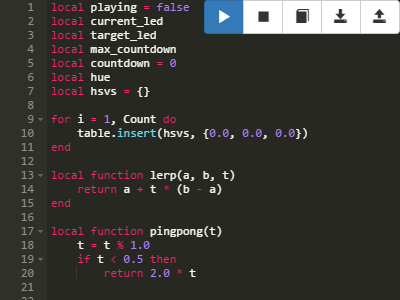 1 local playing = false
2 local current_led
3 local target_led
4 local max_countdown
5 local countdown = 0
6 local hue
7 local hsvs = {}
8
9 for i = 1, Count do
10 table.insert(hsvs, {0.0, 0.0, 0.0})
11 end
12
13 local function lerp(a, b, t)
14 return a + t * (b - a)
15 end
16
17 local function pingpong(t)
18 t = t % 1.0
19 if t < 0.5 then
20 return 2.0 * t
21